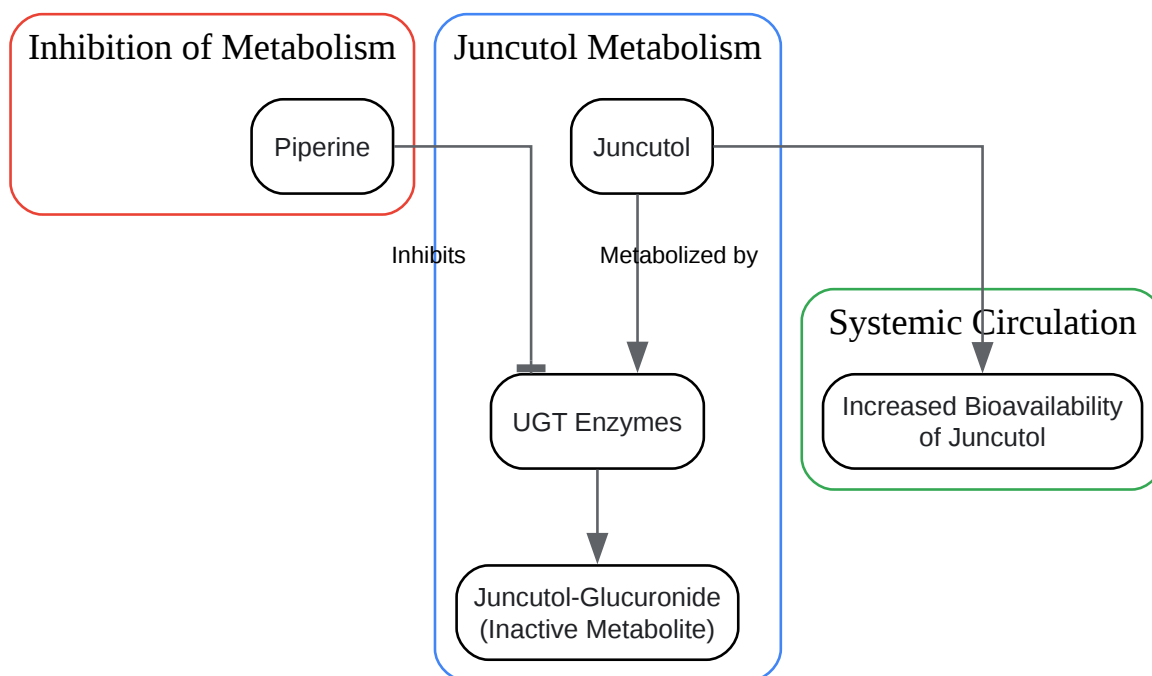 Inhibition of Metabolism
Juncutol Metabolism
Piperine
Juncutol
Inhibits
Metabolized by
Systemic Circulation
UGT Enzymes
Increased Bioavailability
of Juncutol
Juncutol-Glucuronide
(Inactive Metabolite)